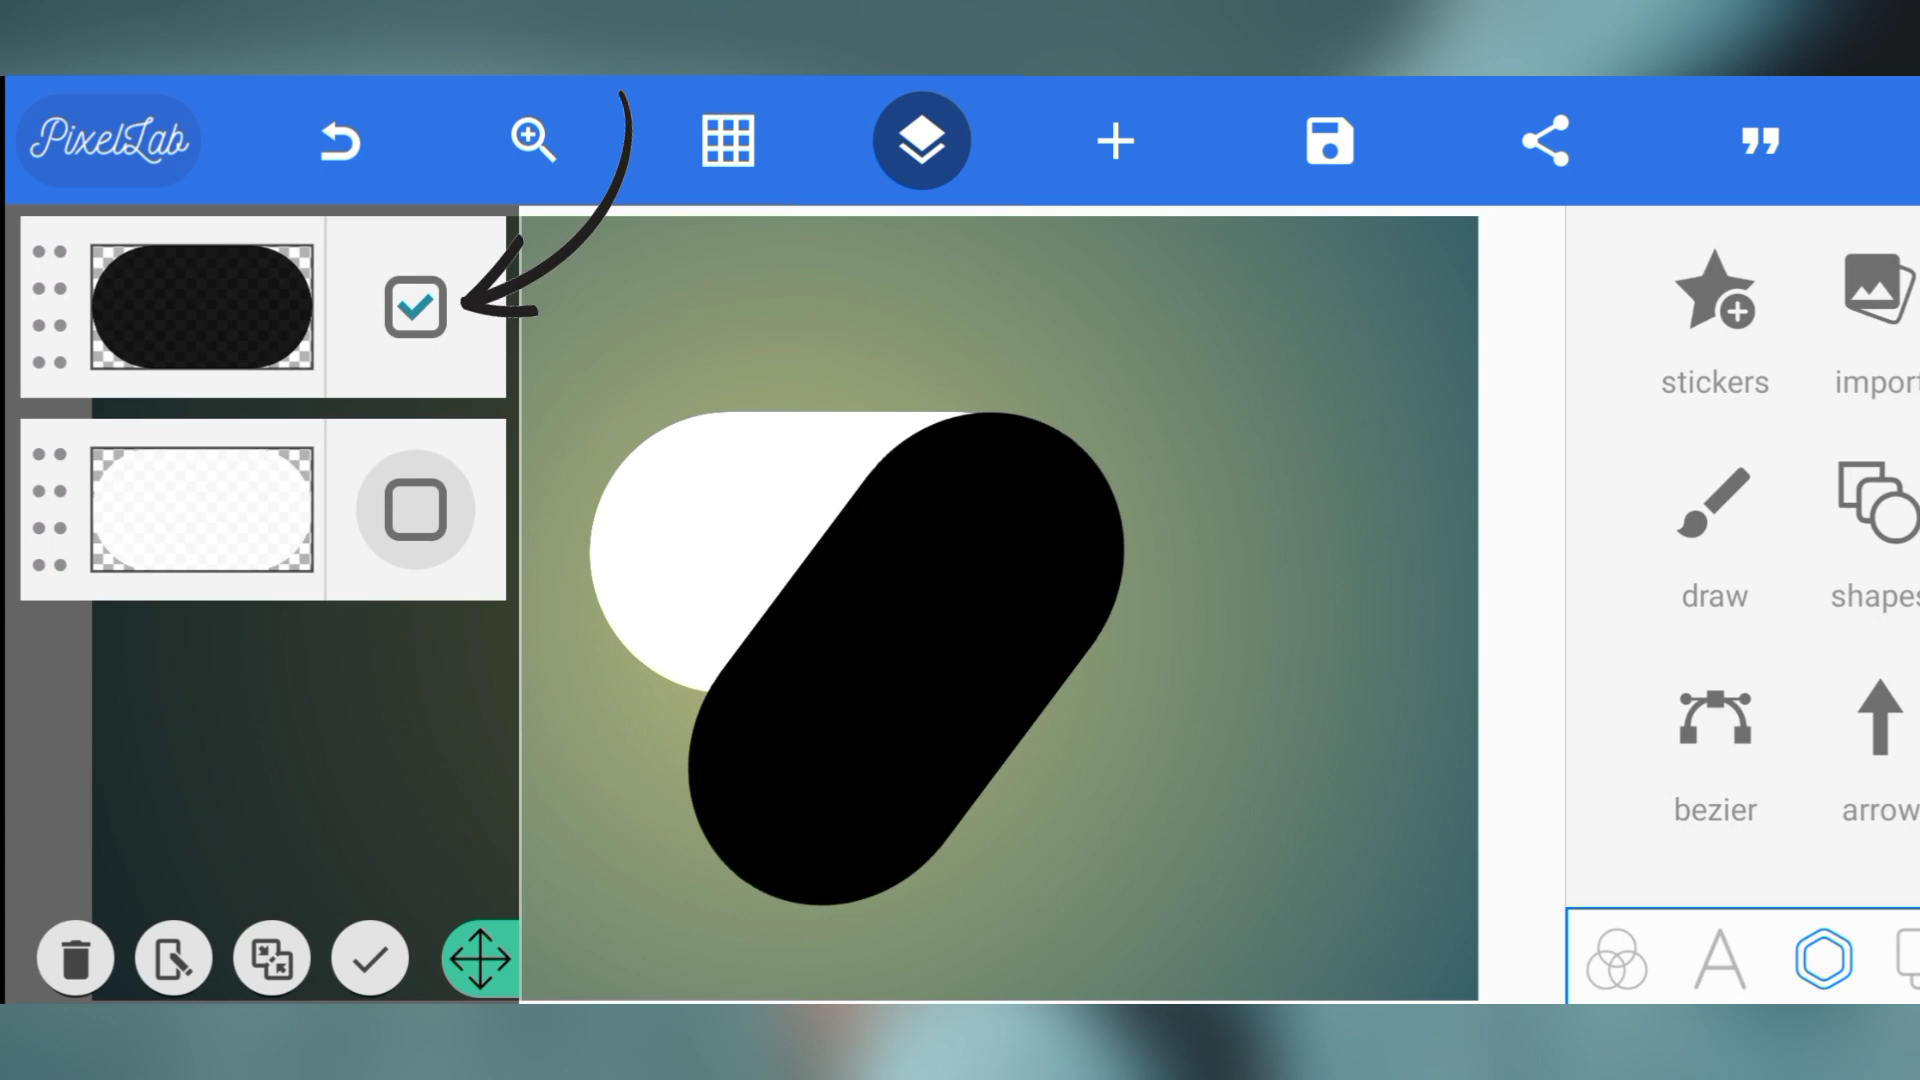 PixelLab
stickers
import
draw
shapes
bezier
arrow